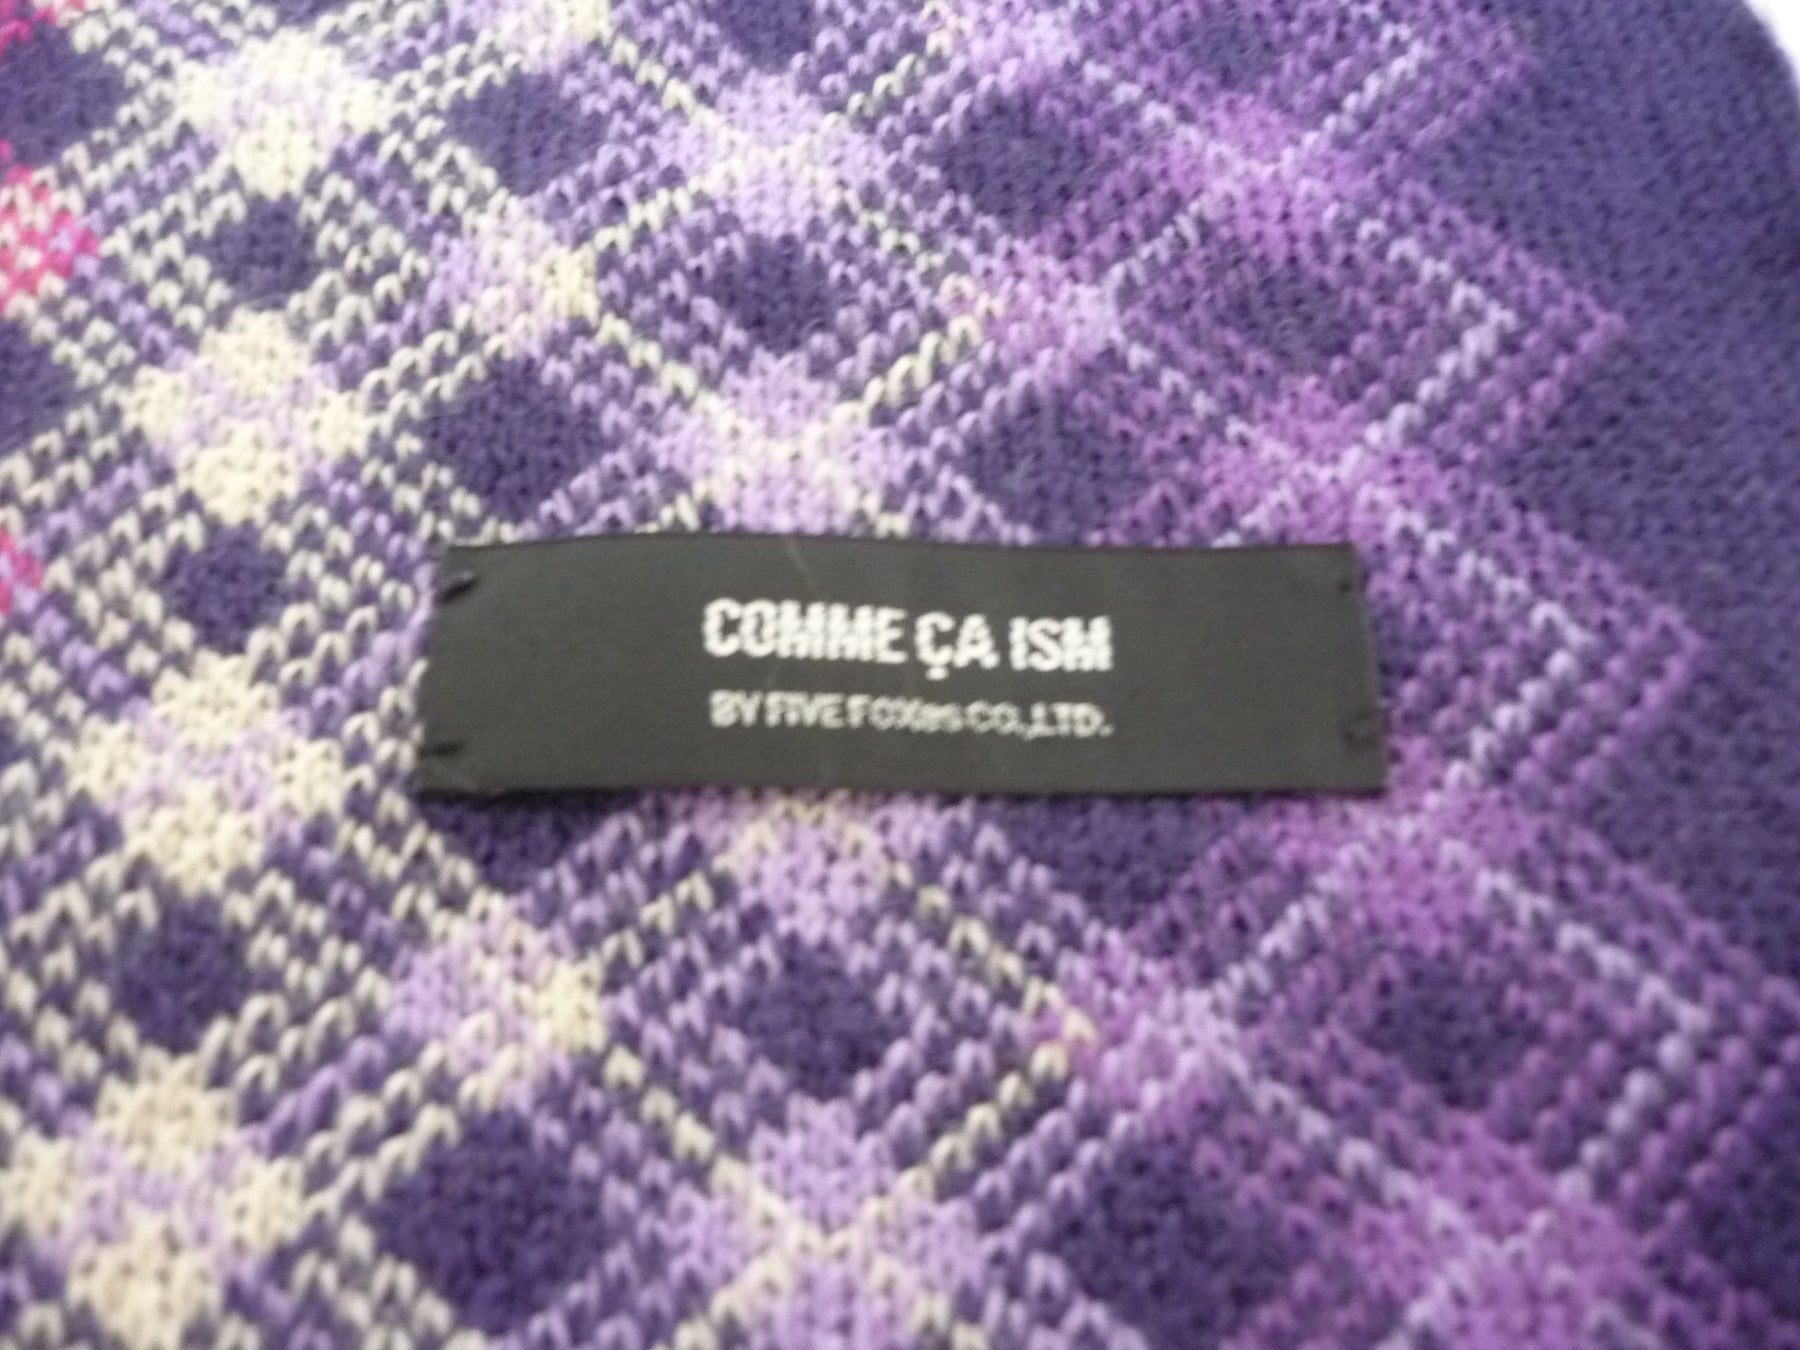 COMME ÇA ISM
BY FIVE FOXes CO.,LTD.